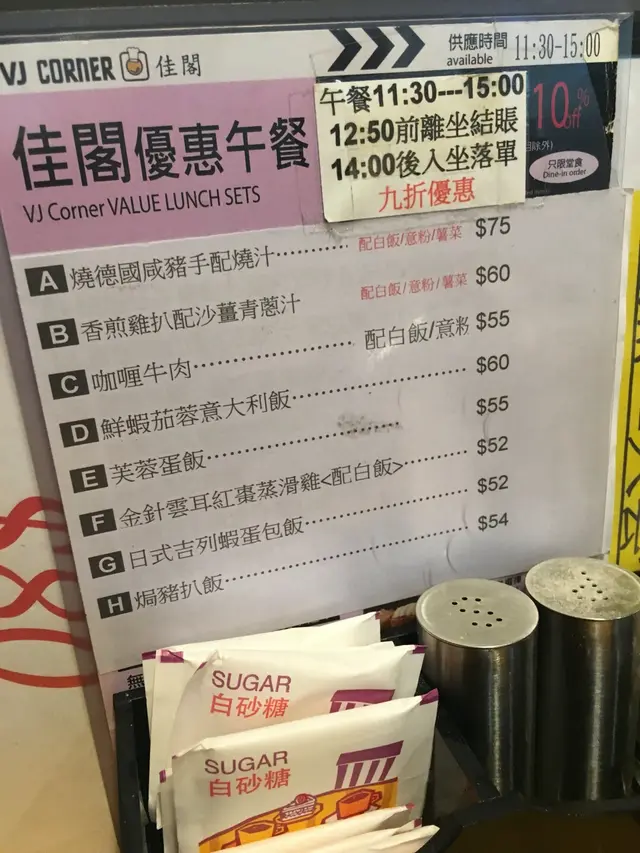 VJ CORNER 佳閣
供應時間 11:30-15:00
available
佳閣優惠午餐
VJ Corner VALUE LUNCH SETS
午餐11:30---15:00
12:50前離坐結賬
14:00後入坐落單
九折優惠
10% off
只限堂食
Dine-in order
A 燒德國咸豬手配燒汁 配白飯/意粉/薯菜 $75
B 香煎雞扒配沙薑青蔥汁 配白飯/意粉/薯菜 $60
C 咖喱牛肉 配白飯/意粉 $55
D 鮮蝦茄蓉意大利飯 $60
E 芙蓉蛋飯 $55
F 金針雲耳紅棗蒸滑雞<配白飯> $52
G 日式吉列蝦蛋包飯 $52
H 焗豬扒飯 $54
SUGAR
白砂糖
SUGAR
白砂糖